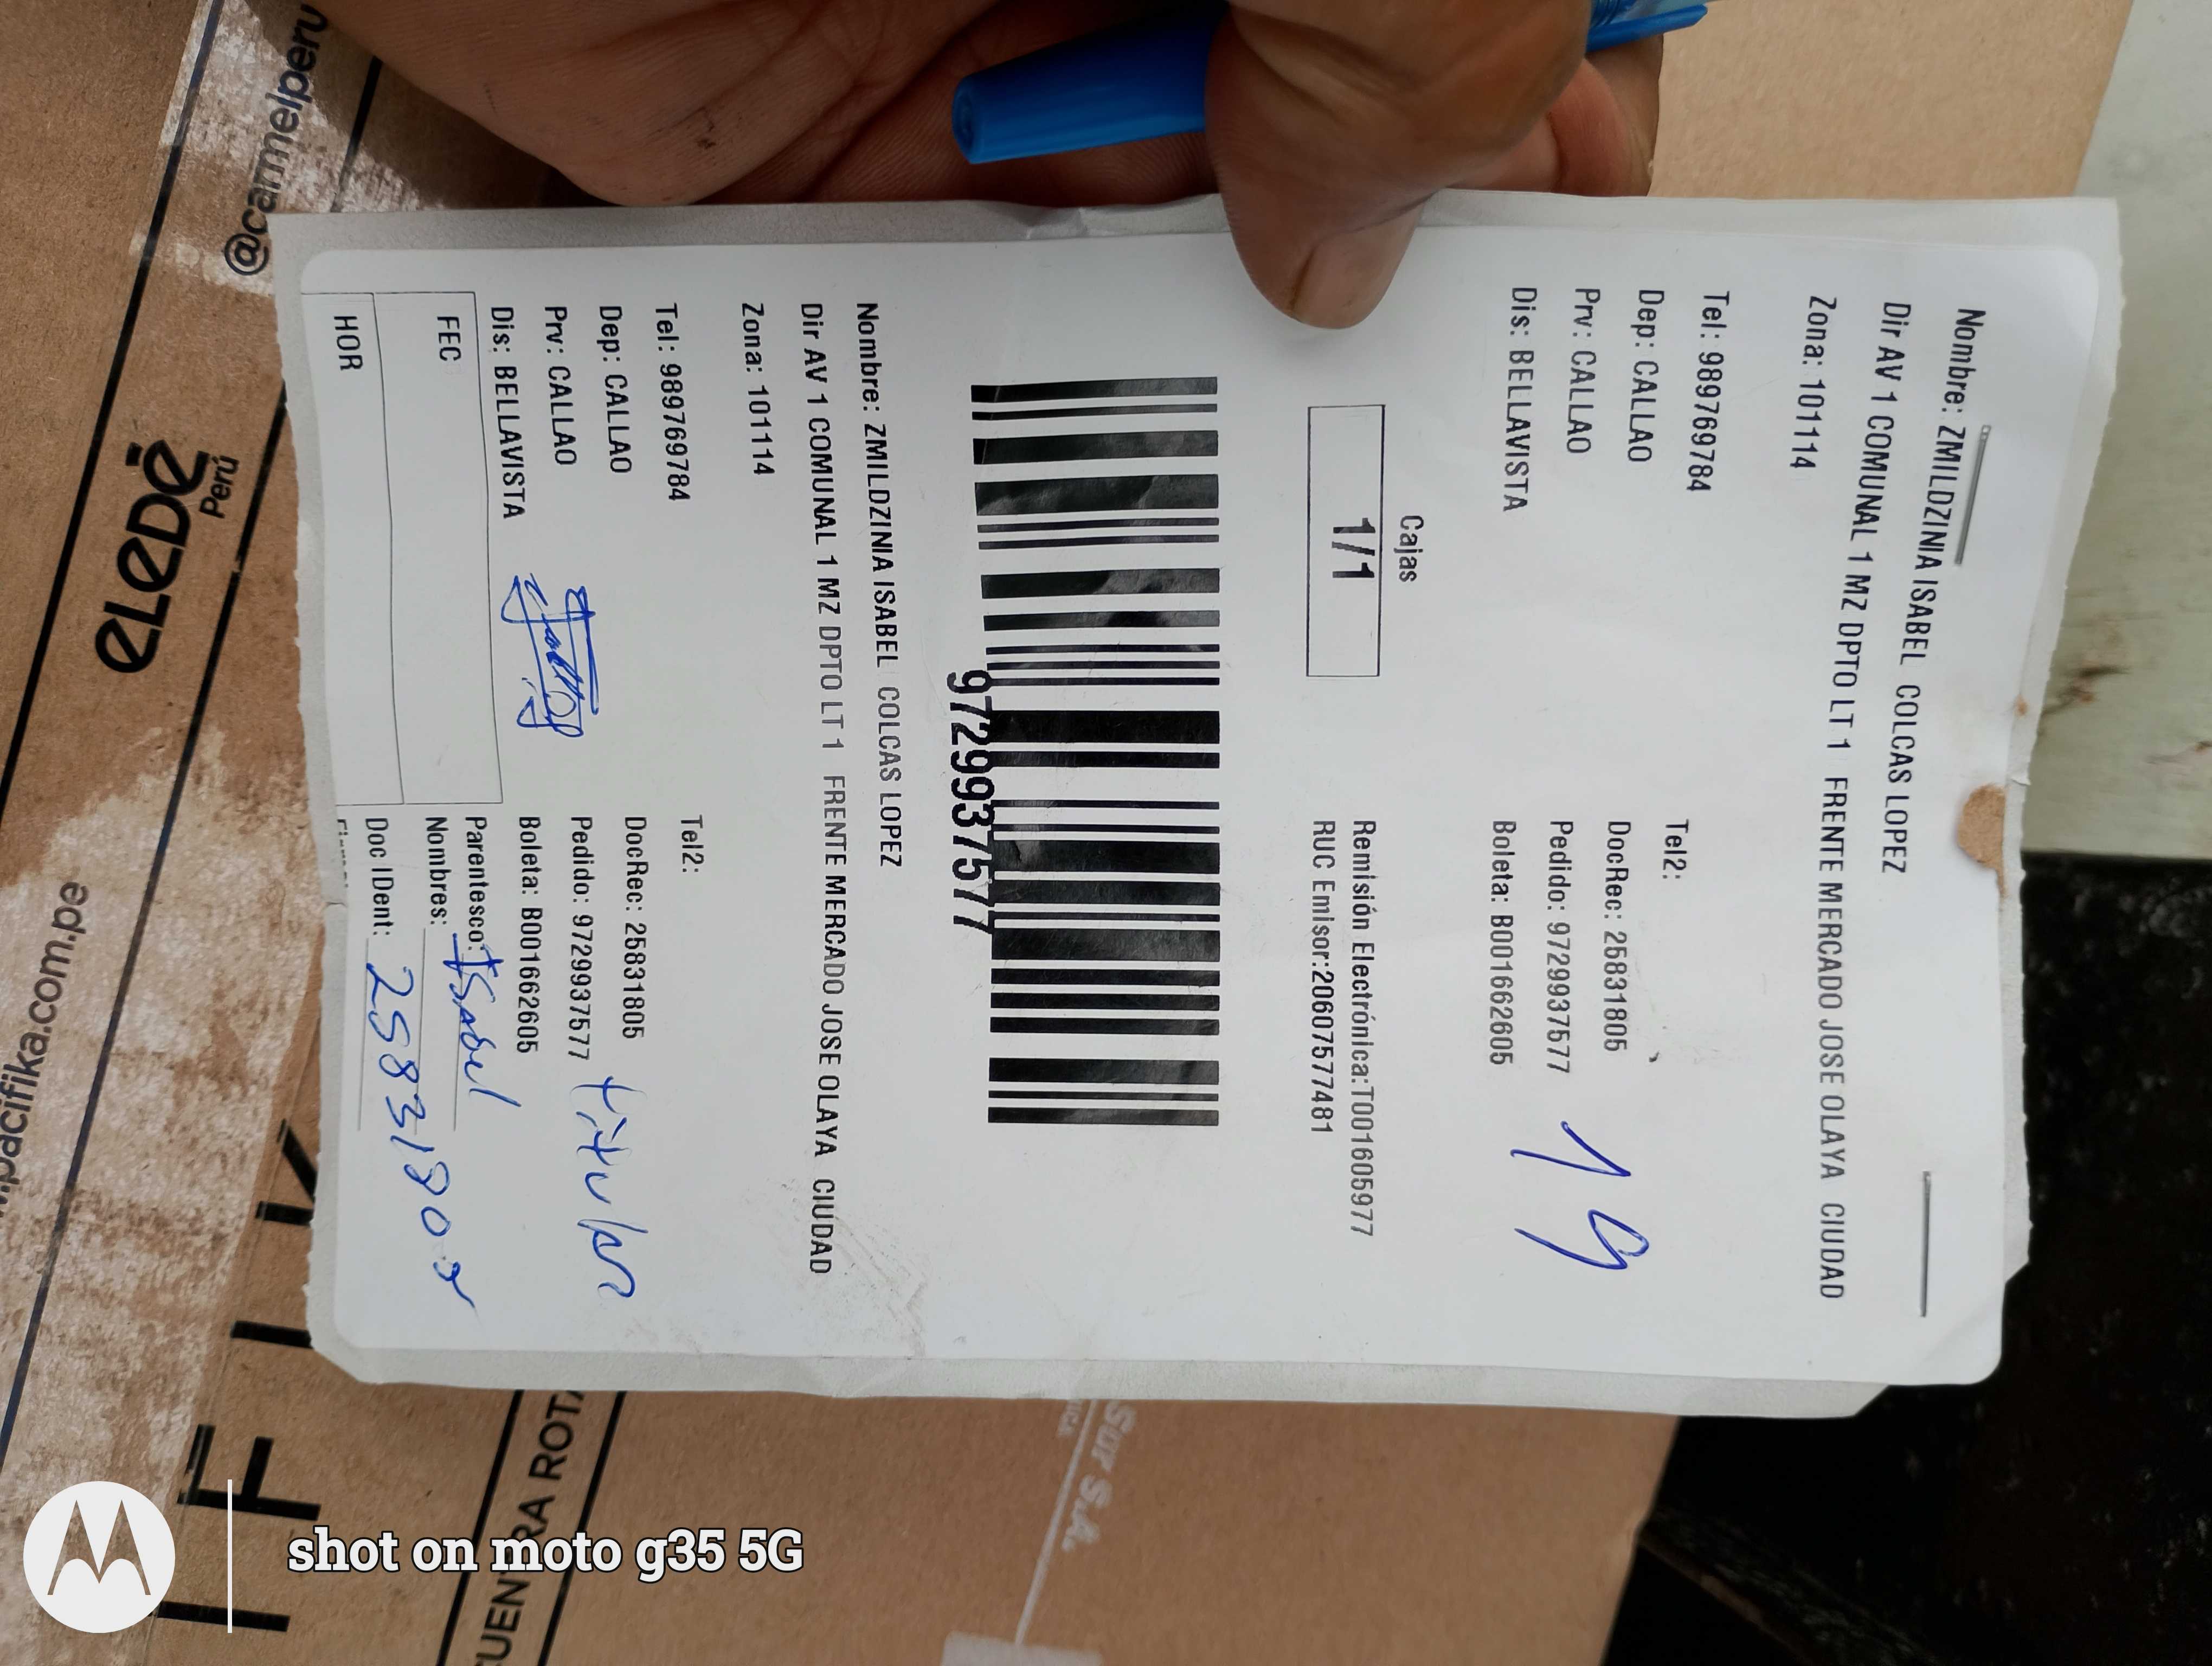 Nombre: ZMILDZINIA ISABEL COLCAS LOPEZ
Dir AV 1 COMUNAL 1 MZ DPTO LT 1 FRENTE MERCADO JOSE OLAYA CIUDAD
Zona: 101114
Tel: 989769784
Tel2:
Dep: CALLAO
DocRec: 25831805
Prv: CALLAO
Pedido: 9729937577
Dis: BELLAVISTA
Boleta: B001662605
19
Cajas
1/1
Remisión Electrónica:T001605977
RUC Emisor:20607577481
9729937577
Nombre: ZMILDZINIA ISABEL COLCAS LOPEZ
Dir AV 1 COMUNAL 1 MZ DPTO LT 1 FRENTE MERCADO JOSE OLAYA CIUDAD
Zona: 101114
Tel: 989769784
Tel2:
Dep: CALLAO
DocRec: 25831805
Prv: CALLAO
Pedido: 9729937577
titular
Dis: BELLAVISTA
Boleta: B001662605
FEC
Parentesco:
Nombres: Isabel
HOR
Doc IDent: 25831805
@carmelperu
eLeDĒ
Perú
pacifika.com.pe
Sur S.A.
shot on moto g35 5G